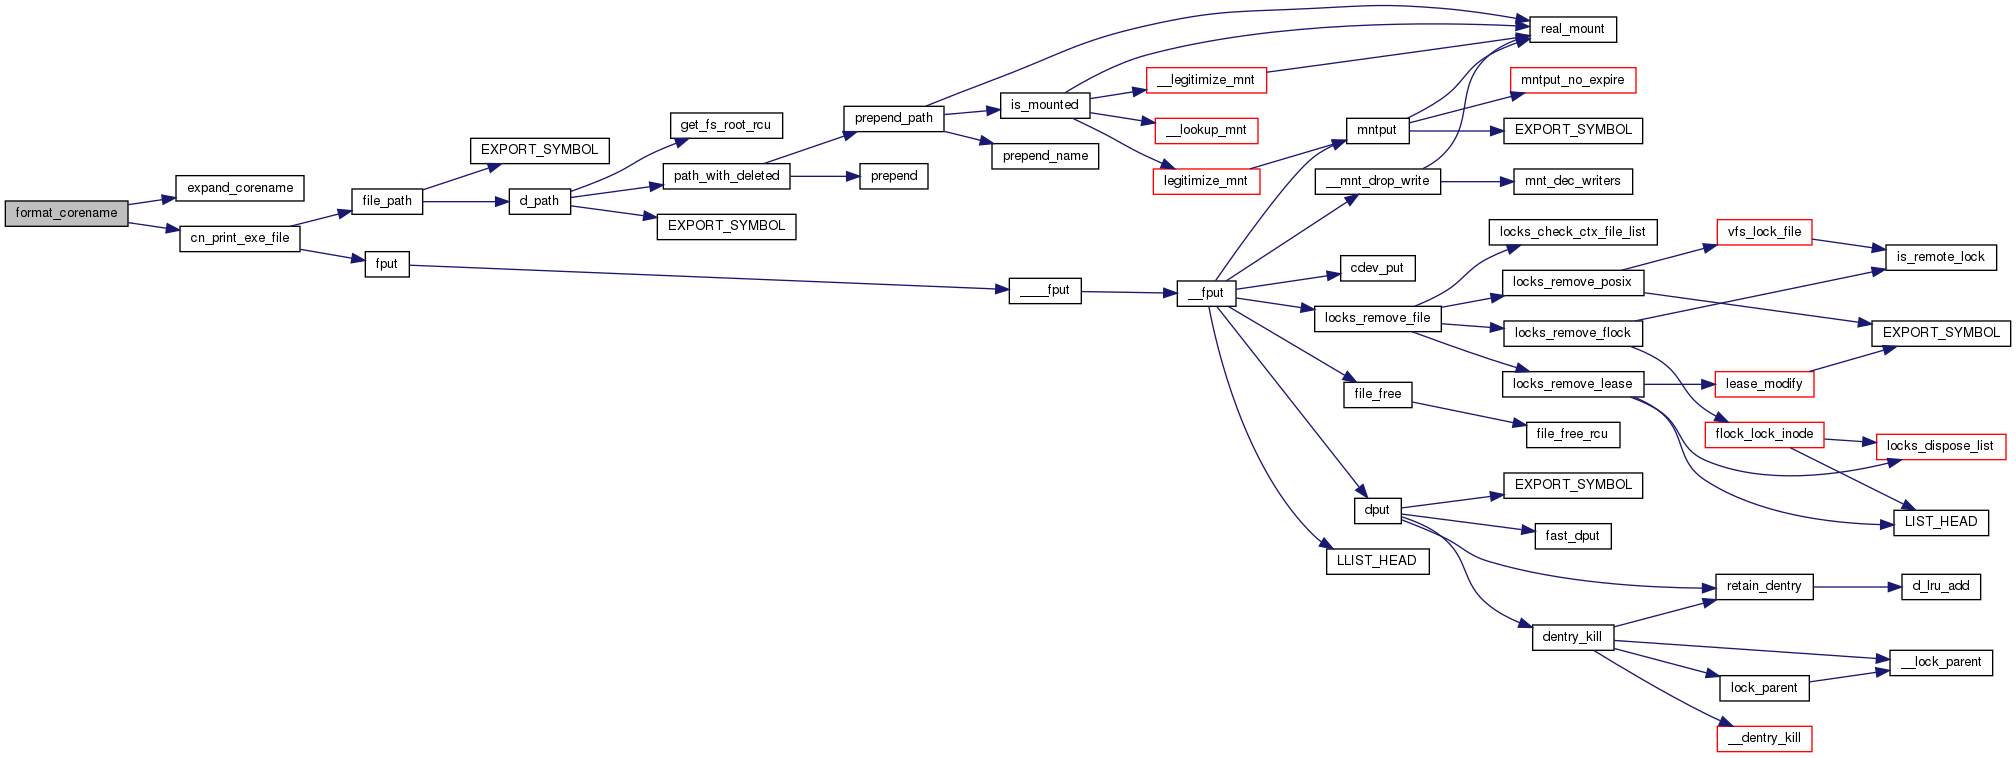 format_corename
expand_corename
cn_print_exe_file
file_path
fput
EXPORT_SYMBOL
d_path
get_fs_root_rcu
path_with_deleted
EXPORT_SYMBOL
prepend_path
prepend
is_mounted
prepend_name
____fput
__legitimize_mnt
__lookup_mnt
legitimize_mnt
__fput
mntput
__mnt_drop_write
cdev_put
locks_remove_file
file_free
dput
LLIST_HEAD
real_mount
mntput_no_expire
EXPORT_SYMBOL
mnt_dec_writers
locks_check_ctx_file_list
locks_remove_posix
locks_remove_flock
locks_remove_lease
file_free_rcu
EXPORT_SYMBOL
fast_dput
dentry_kill
vfs_lock_file
lease_modify
flock_lock_inode
retain_dentry
lock_parent
__dentry_kill
is_remote_lock
EXPORT_SYMBOL
locks_dispose_list
LIST_HEAD
d_lru_add
__lock_parent